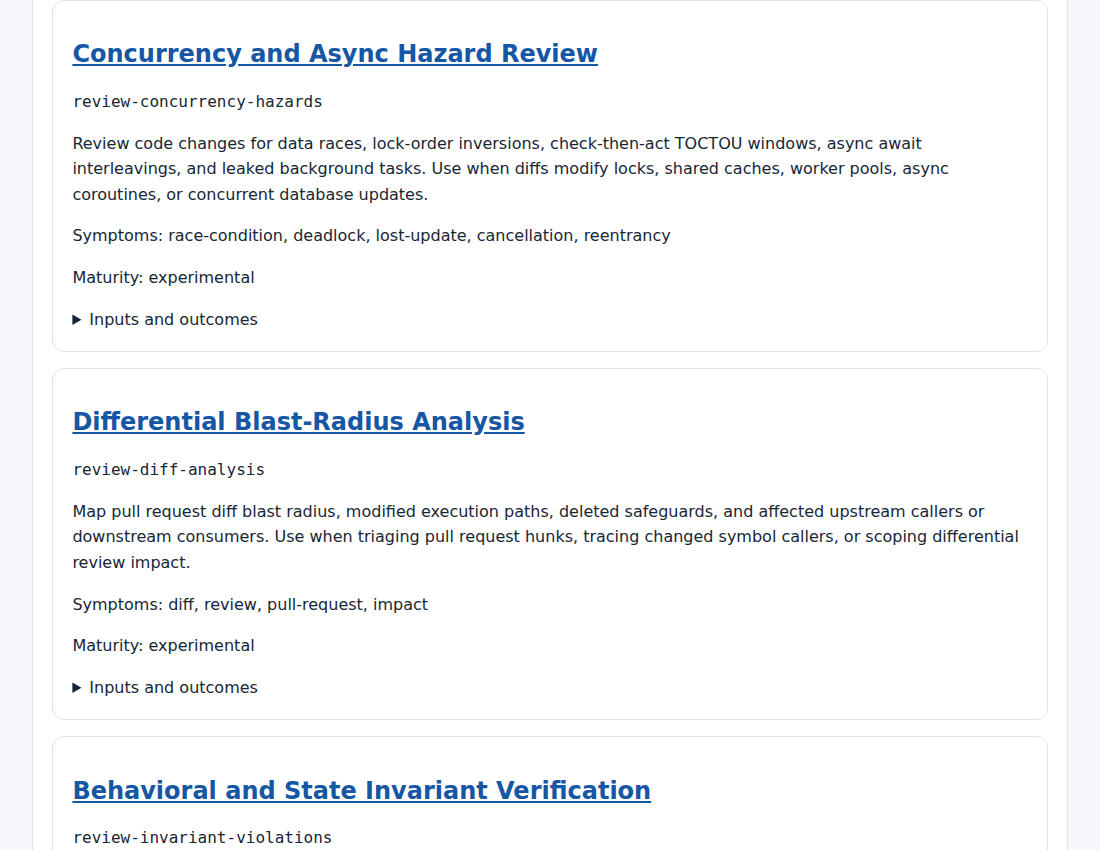 Concurrency and Async Hazard Review
review-concurrency-hazards
Review code changes for data races, lock-order inversions, check-then-act TOCTOU windows, async await
interleavings, and leaked background tasks. Use when diffs modify locks, shared caches, worker pools, async
coroutines, or concurrent database updates.
Symptoms: race-condition, deadlock, lost-update, cancellation, reentrancy
Maturity: experimental
▶ Inputs and outcomes
Differential Blast-Radius Analysis
review-diff-analysis
Map pull request diff blast radius, modified execution paths, deleted safeguards, and affected upstream callers or
downstream consumers. Use when triaging pull request hunks, tracing changed symbol callers, or scoping differential
review impact.
Symptoms: diff, review, pull-request, impact
Maturity: experimental
▶ Inputs and outcomes
Behavioral and State Invariant Verification
review-invariant-violations